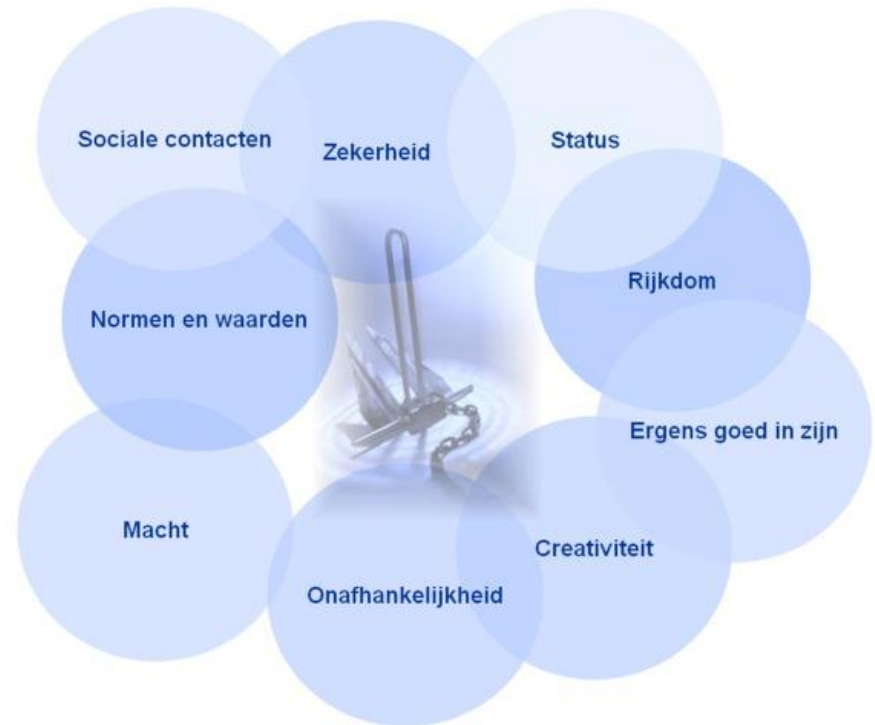 Sociale contacten
Zekerheid
Status
Rijkdom
Normen en waarden
Ergens goed in zijn
Macht
Creativiteit
Onafhankelijkheid